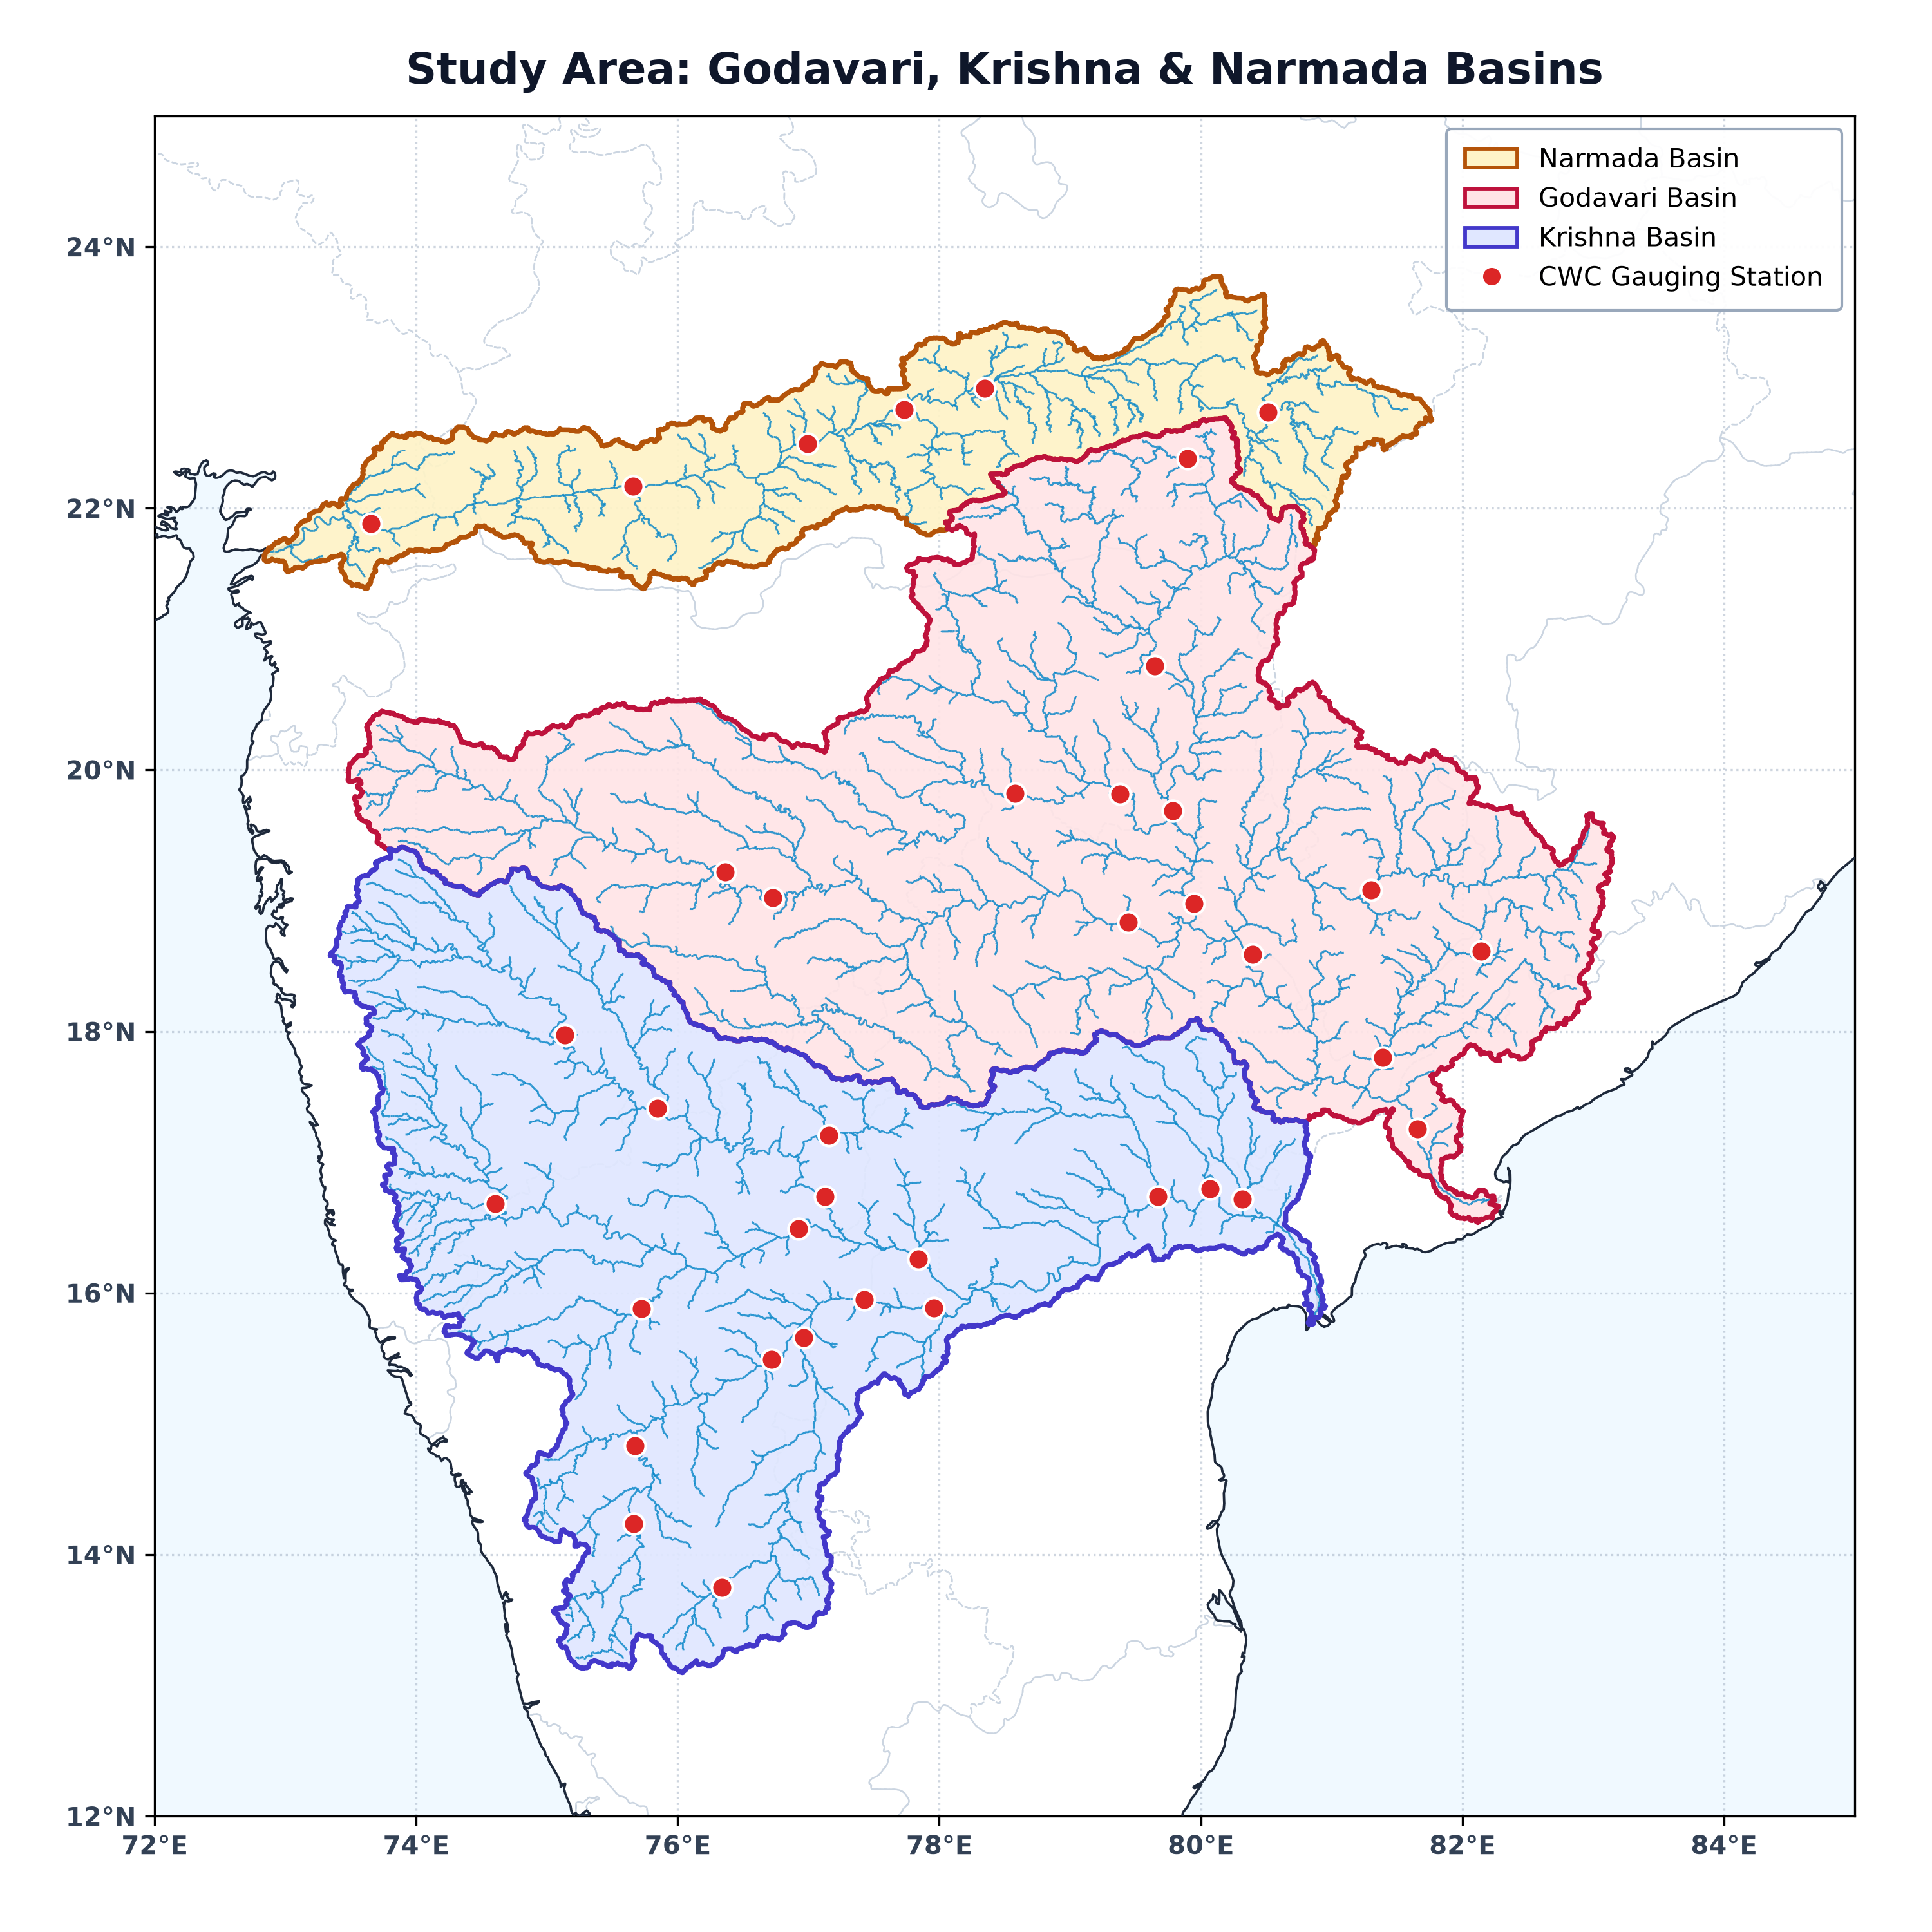 Study Area: Godavari, Krishna & Narmada Basins
Narmada Basin
Godavari Basin
Krishna Basin
CWC Gauging Station
24°N
22°N
20°N
18°N
16°N
14°N
12°N
72°E 74°E 76°E 78°E 80°E 82°E 84°E